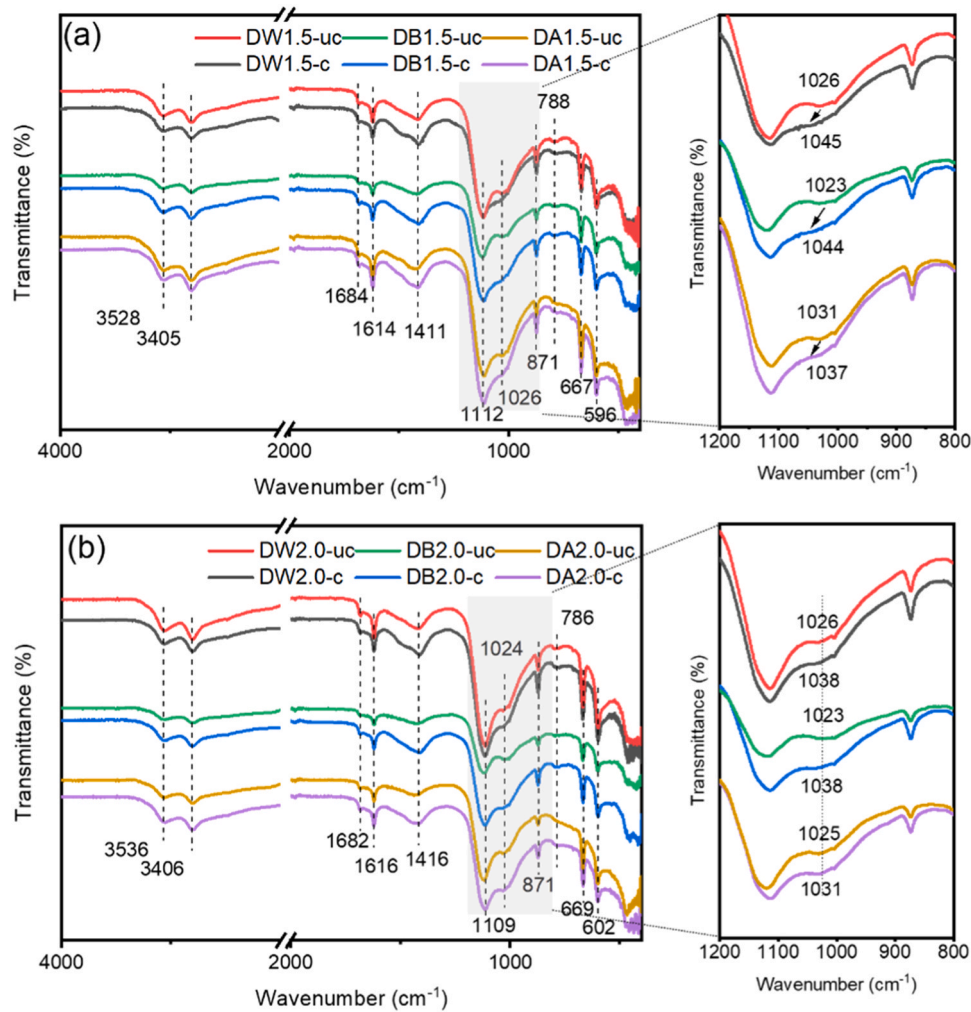 (a)
DW1.5-uc DB1.5-uc DA1.5-uc
DW1.5-c DB1.5-c DA1.5-c
Transmittance (%)
3528
3405
1684
1614
1411
1112
1026
871
788
667
596
4000 2000 1000
Wavenumber (cm⁻¹)
Transmittance (%)
1026
1045
1023
1044
1031
1037
1200 1100 1000 900 800
Wavenumber (cm⁻¹)
(b)
DW2.0-uc DB2.0-uc DA2.0-uc
DW2.0-c DB2.0-c DA2.0-c
Transmittance (%)
3536
3406
1682
1616
1416
1109
1024
871
786
669
602
4000 2000 1000
Wavenumber (cm⁻¹)
Transmittance (%)
1026
1038
1023
1038
1025
1031
1200 1100 1000 900 800
Wavenumber (cm⁻¹)